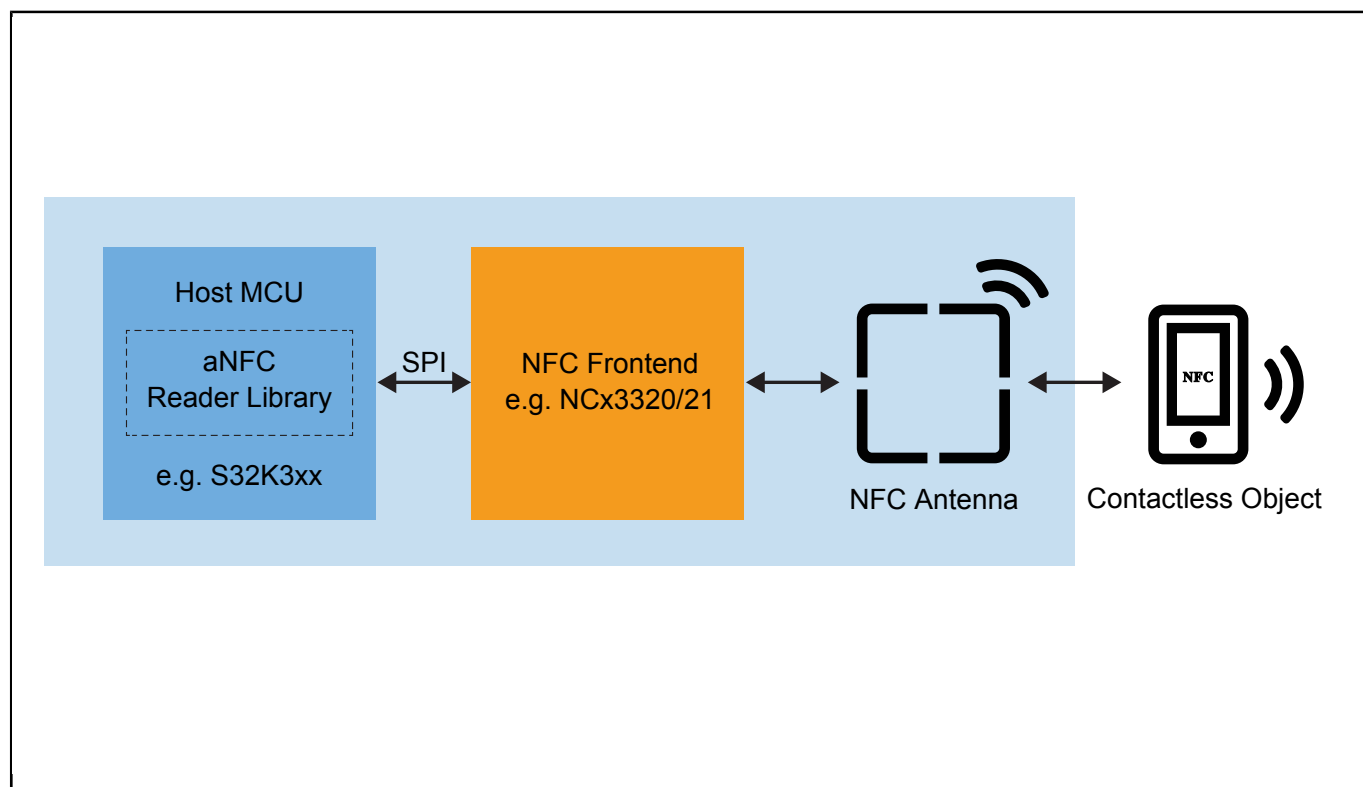 Host MCU
aNFC
Reader Library
e.g. S32K3xx
SPI
NFC Frontend
e.g. NCx3320/21
NFC Antenna
NFC
Contactless Object